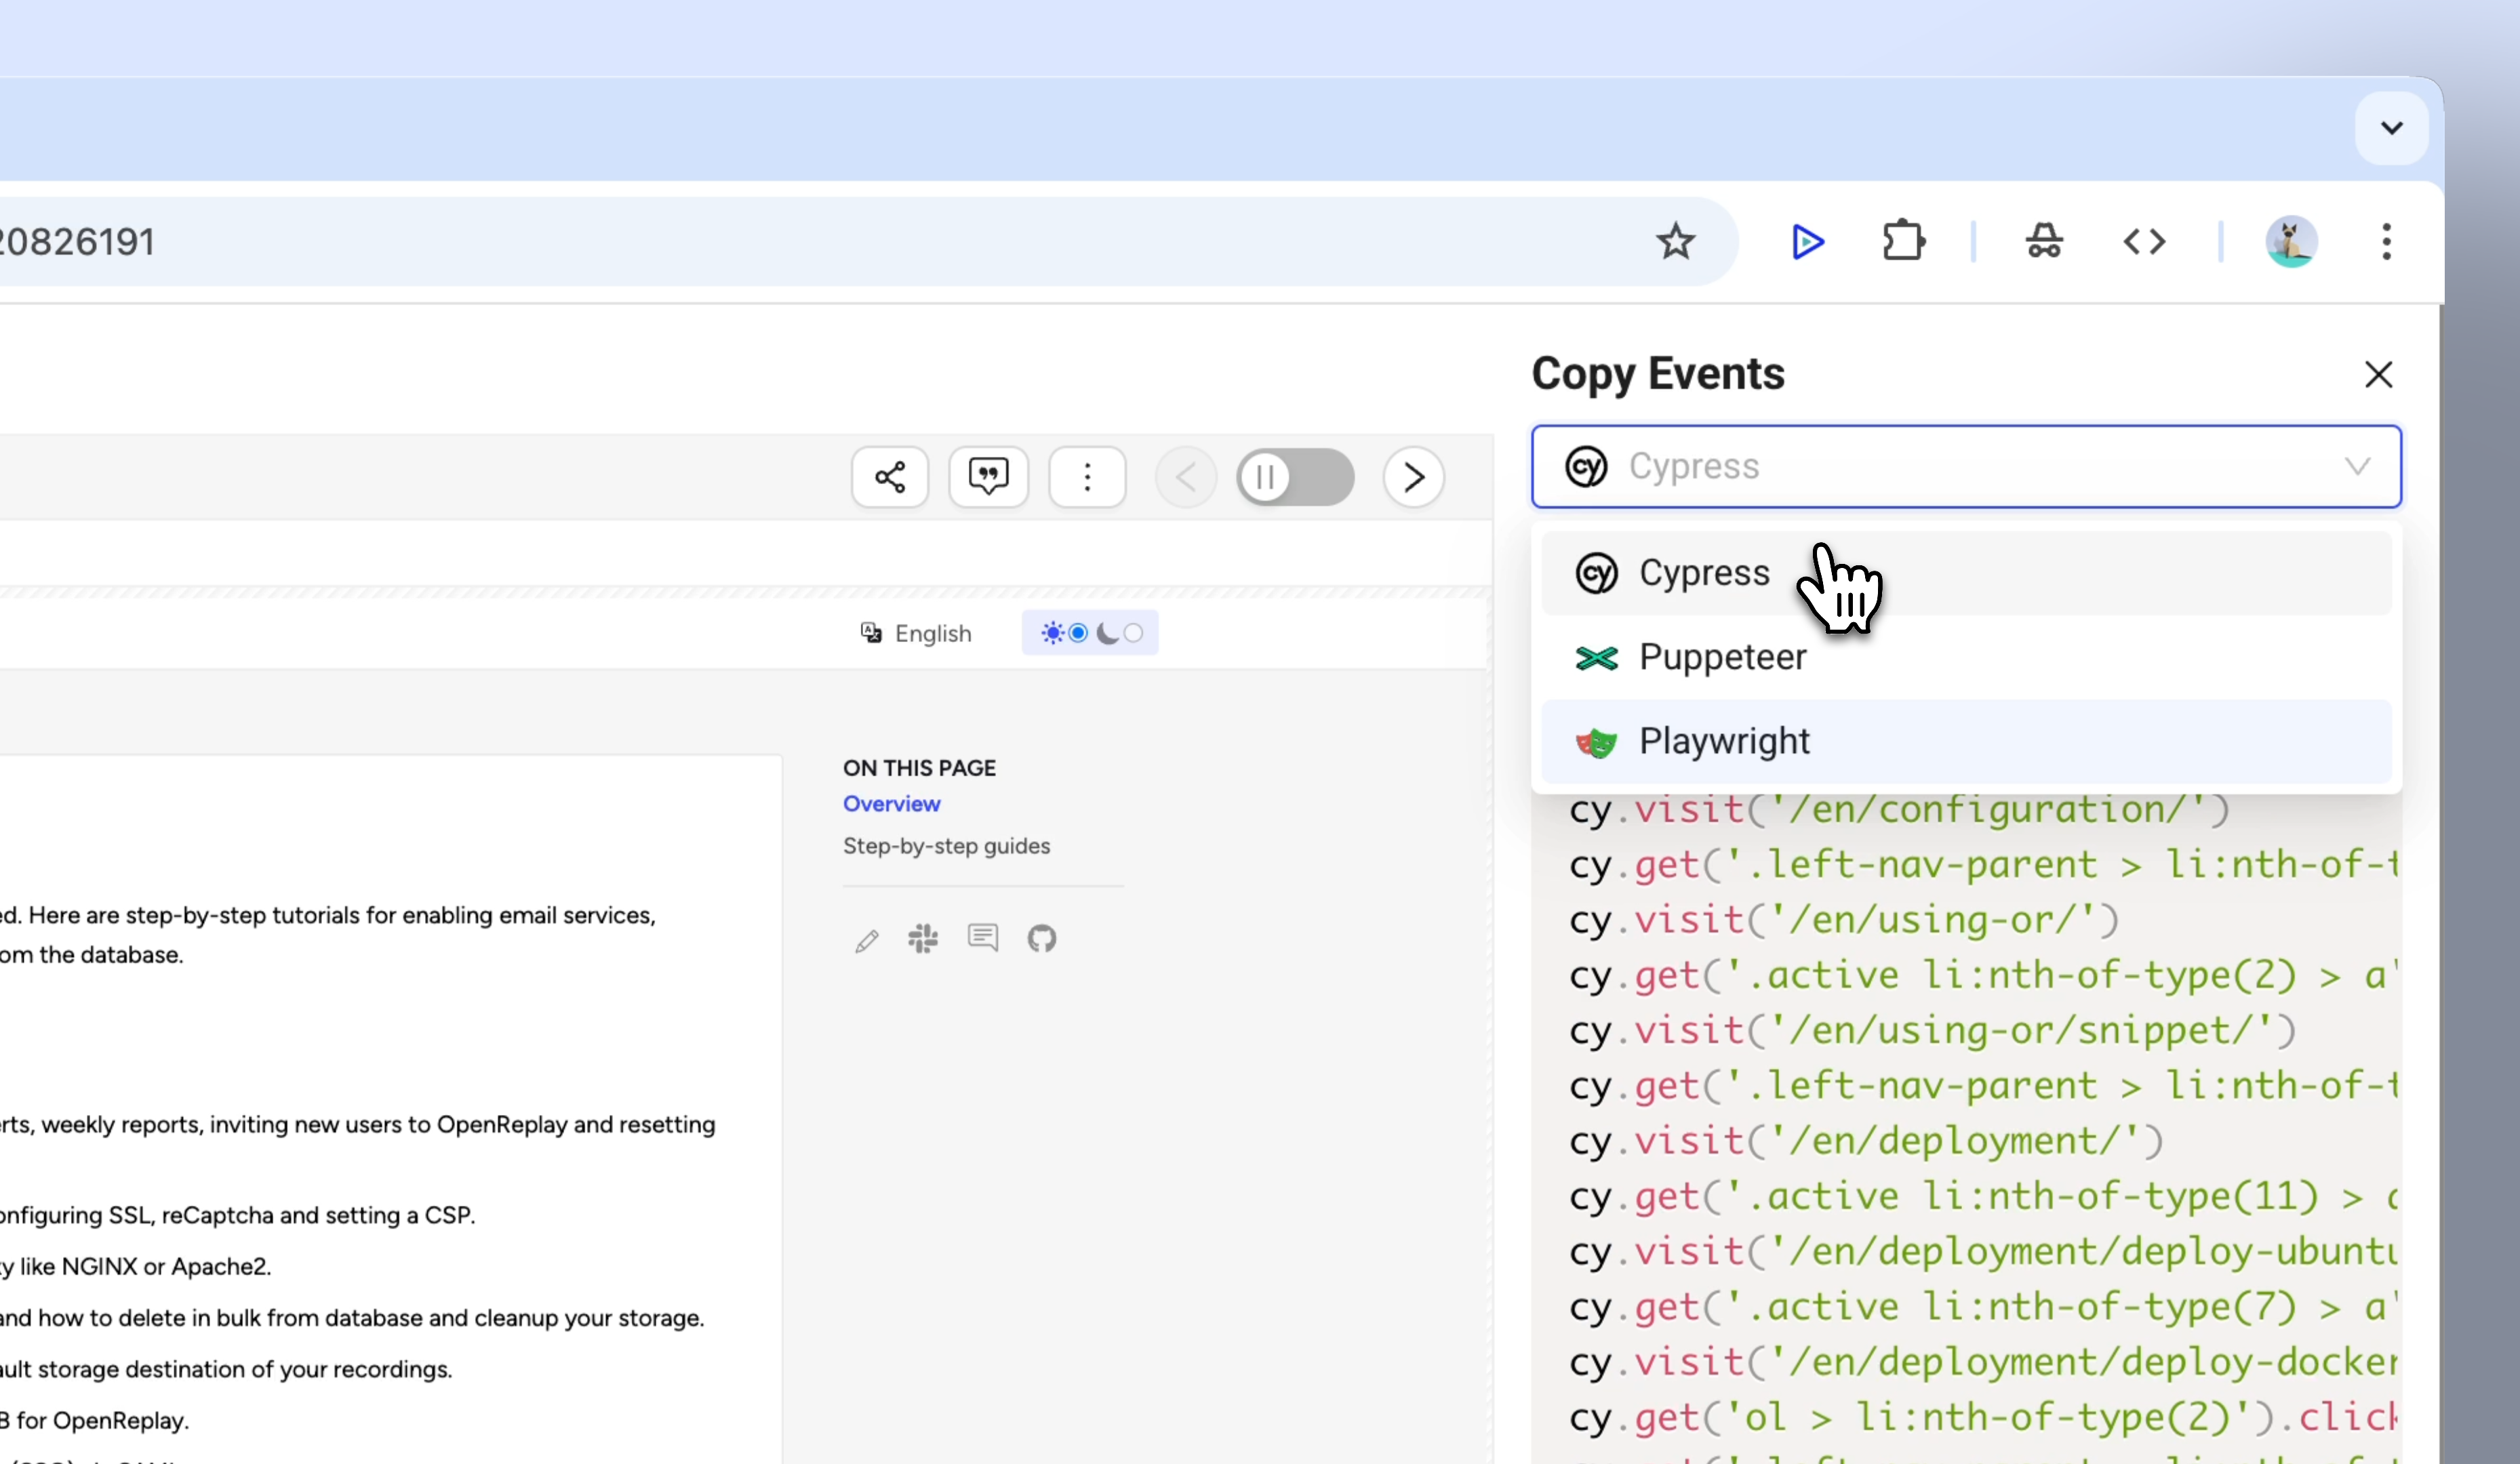 20826191
Copy Events
Cypress
Cypress
Puppeteer
Playwright
English
ON THIS PAGE
Overview
Step-by-step guides
ed. Here are step-by-step tutorials for enabling email services,
om the database.
erts, weekly reports, inviting new users to OpenReplay and resetting
onfiguring SSL, reCaptcha and setting a CSP.
y like NGINX or Apache2.
and how to delete in bulk from database and cleanup your storage.
ault storage destination of your recordings.
B for OpenReplay.
cy.visit('/en/configuration/')
cy.get('.left-nav-parent > li:nth-of-t
cy.visit('/en/using-or/')
cy.get('.active li:nth-of-type(2) > a'
cy.visit('/en/using-or/snippet/')
cy.get('.left-nav-parent > li:nth-of-t
cy.visit('/en/deployment/')
cy.get('.active li:nth-of-type(11) > a
cy.visit('/en/deployment/deploy-ubuntu
cy.get('.active li:nth-of-type(7) > a'
cy.visit('/en/deployment/deploy-docker
cy.get('ol > li:nth-of-type(2)').click